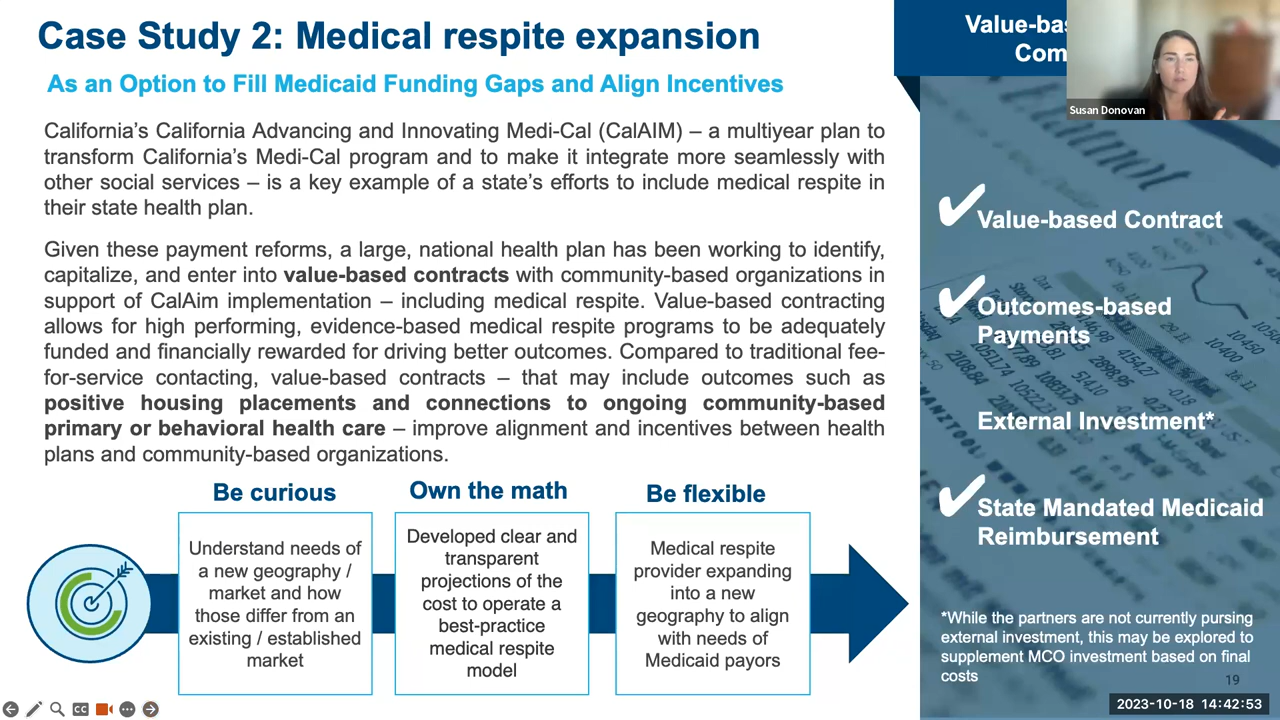 Case Study 2: Medical respite expansion
As an Option to Fill Medicaid Funding Gaps and Align Incentives
California's California Advancing and Innovating Medi-Cal (CalAIM) – a multiyear plan to
transform California's Medi-Cal program and to make it integrate more seamlessly with
other social services – is a key example of a state's efforts to include medical respite in
their state health plan.
Given these payment reforms, a large, national health plan has been working to identify,
capitalize, and enter into value-based contracts with community-based organizations in
support of CalAim implementation – including medical respite. Value-based contracting
allows for high performing, evidence-based medical respite programs to be adequately
funded and financially rewarded for driving better outcomes. Compared to traditional fee-
for-service contacting, value-based contracts – that may include outcomes such as
positive housing placements and connections to ongoing community-based
primary or behavioral health care – improve alignment and incentives between health
plans and community-based organizations.
Be curious
Understand needs of
a new geography /
market and how
those differ from an
existing / established
market
Own the math
Developed clear and
transparent
projections of the
cost to operate a
best-practice
medical respite
model
Be flexible
Medical respite
provider expanding
into a new
geography to align
with needs of
Medicaid payors
Value-bas
Com
Susan Donovan
Value-based Contract
Outcomes-based
Payments
External Investment*
State Mandated Medicaid
Reimbursement
*While the partners are not currently pursing
external investment, this may be explored to
supplement MCO investment based on final
costs
19
CC
2023-10-18 14:42:53